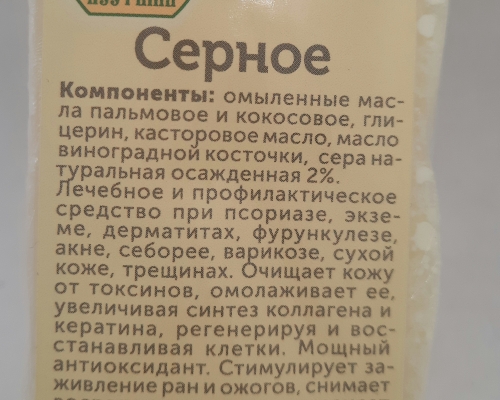 Серное
Компоненты: омыленные мас-
ла пальмовое и кокосовое, гли-
церин, касторовое масло, масло
виноградной косточки, сера на-
туральная осажденная 2%.
Лечебное и профилактическое
средство при псориазе, экзе-
ме, дерматитах, фурункулезе,
акне, себорее, варикозе, сухой
коже, трещинах. Очищает кожу
от токсинов, омолаживает ее,
увеличивая синтез коллагена и
кератина, регенерируя и вос-
станавливая клетки. Мощный
антиоксидант. Стимулирует за-
живление ран и ожогов, снимает